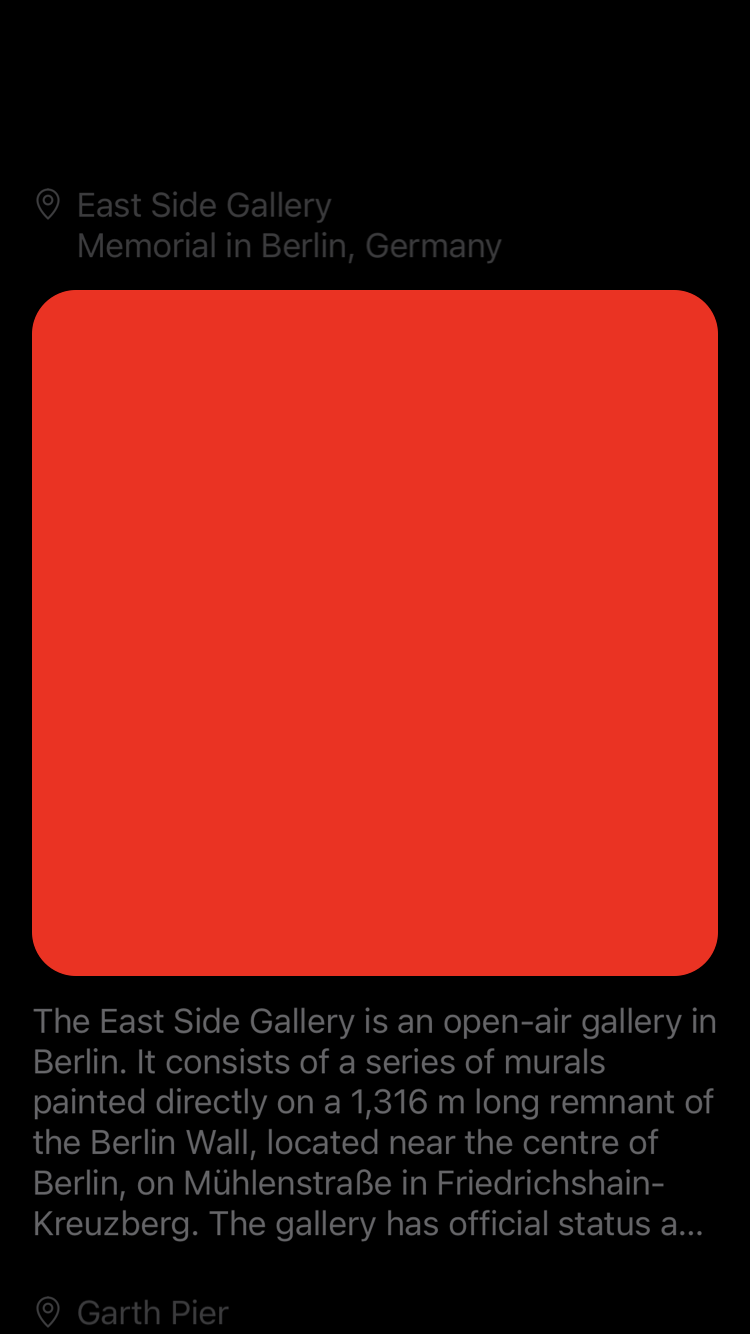 East Side Gallery
Memorial in Berlin, Germany
The East Side Gallery is an open-air gallery in
Berlin. It consists of a series of murals
painted directly on a 1,316 m long remnant of
the Berlin Wall, located near the centre of
Berlin, on Mühlenstraße in Friedrichshain-
Kreuzberg. The gallery has official status a...
Garth Pier